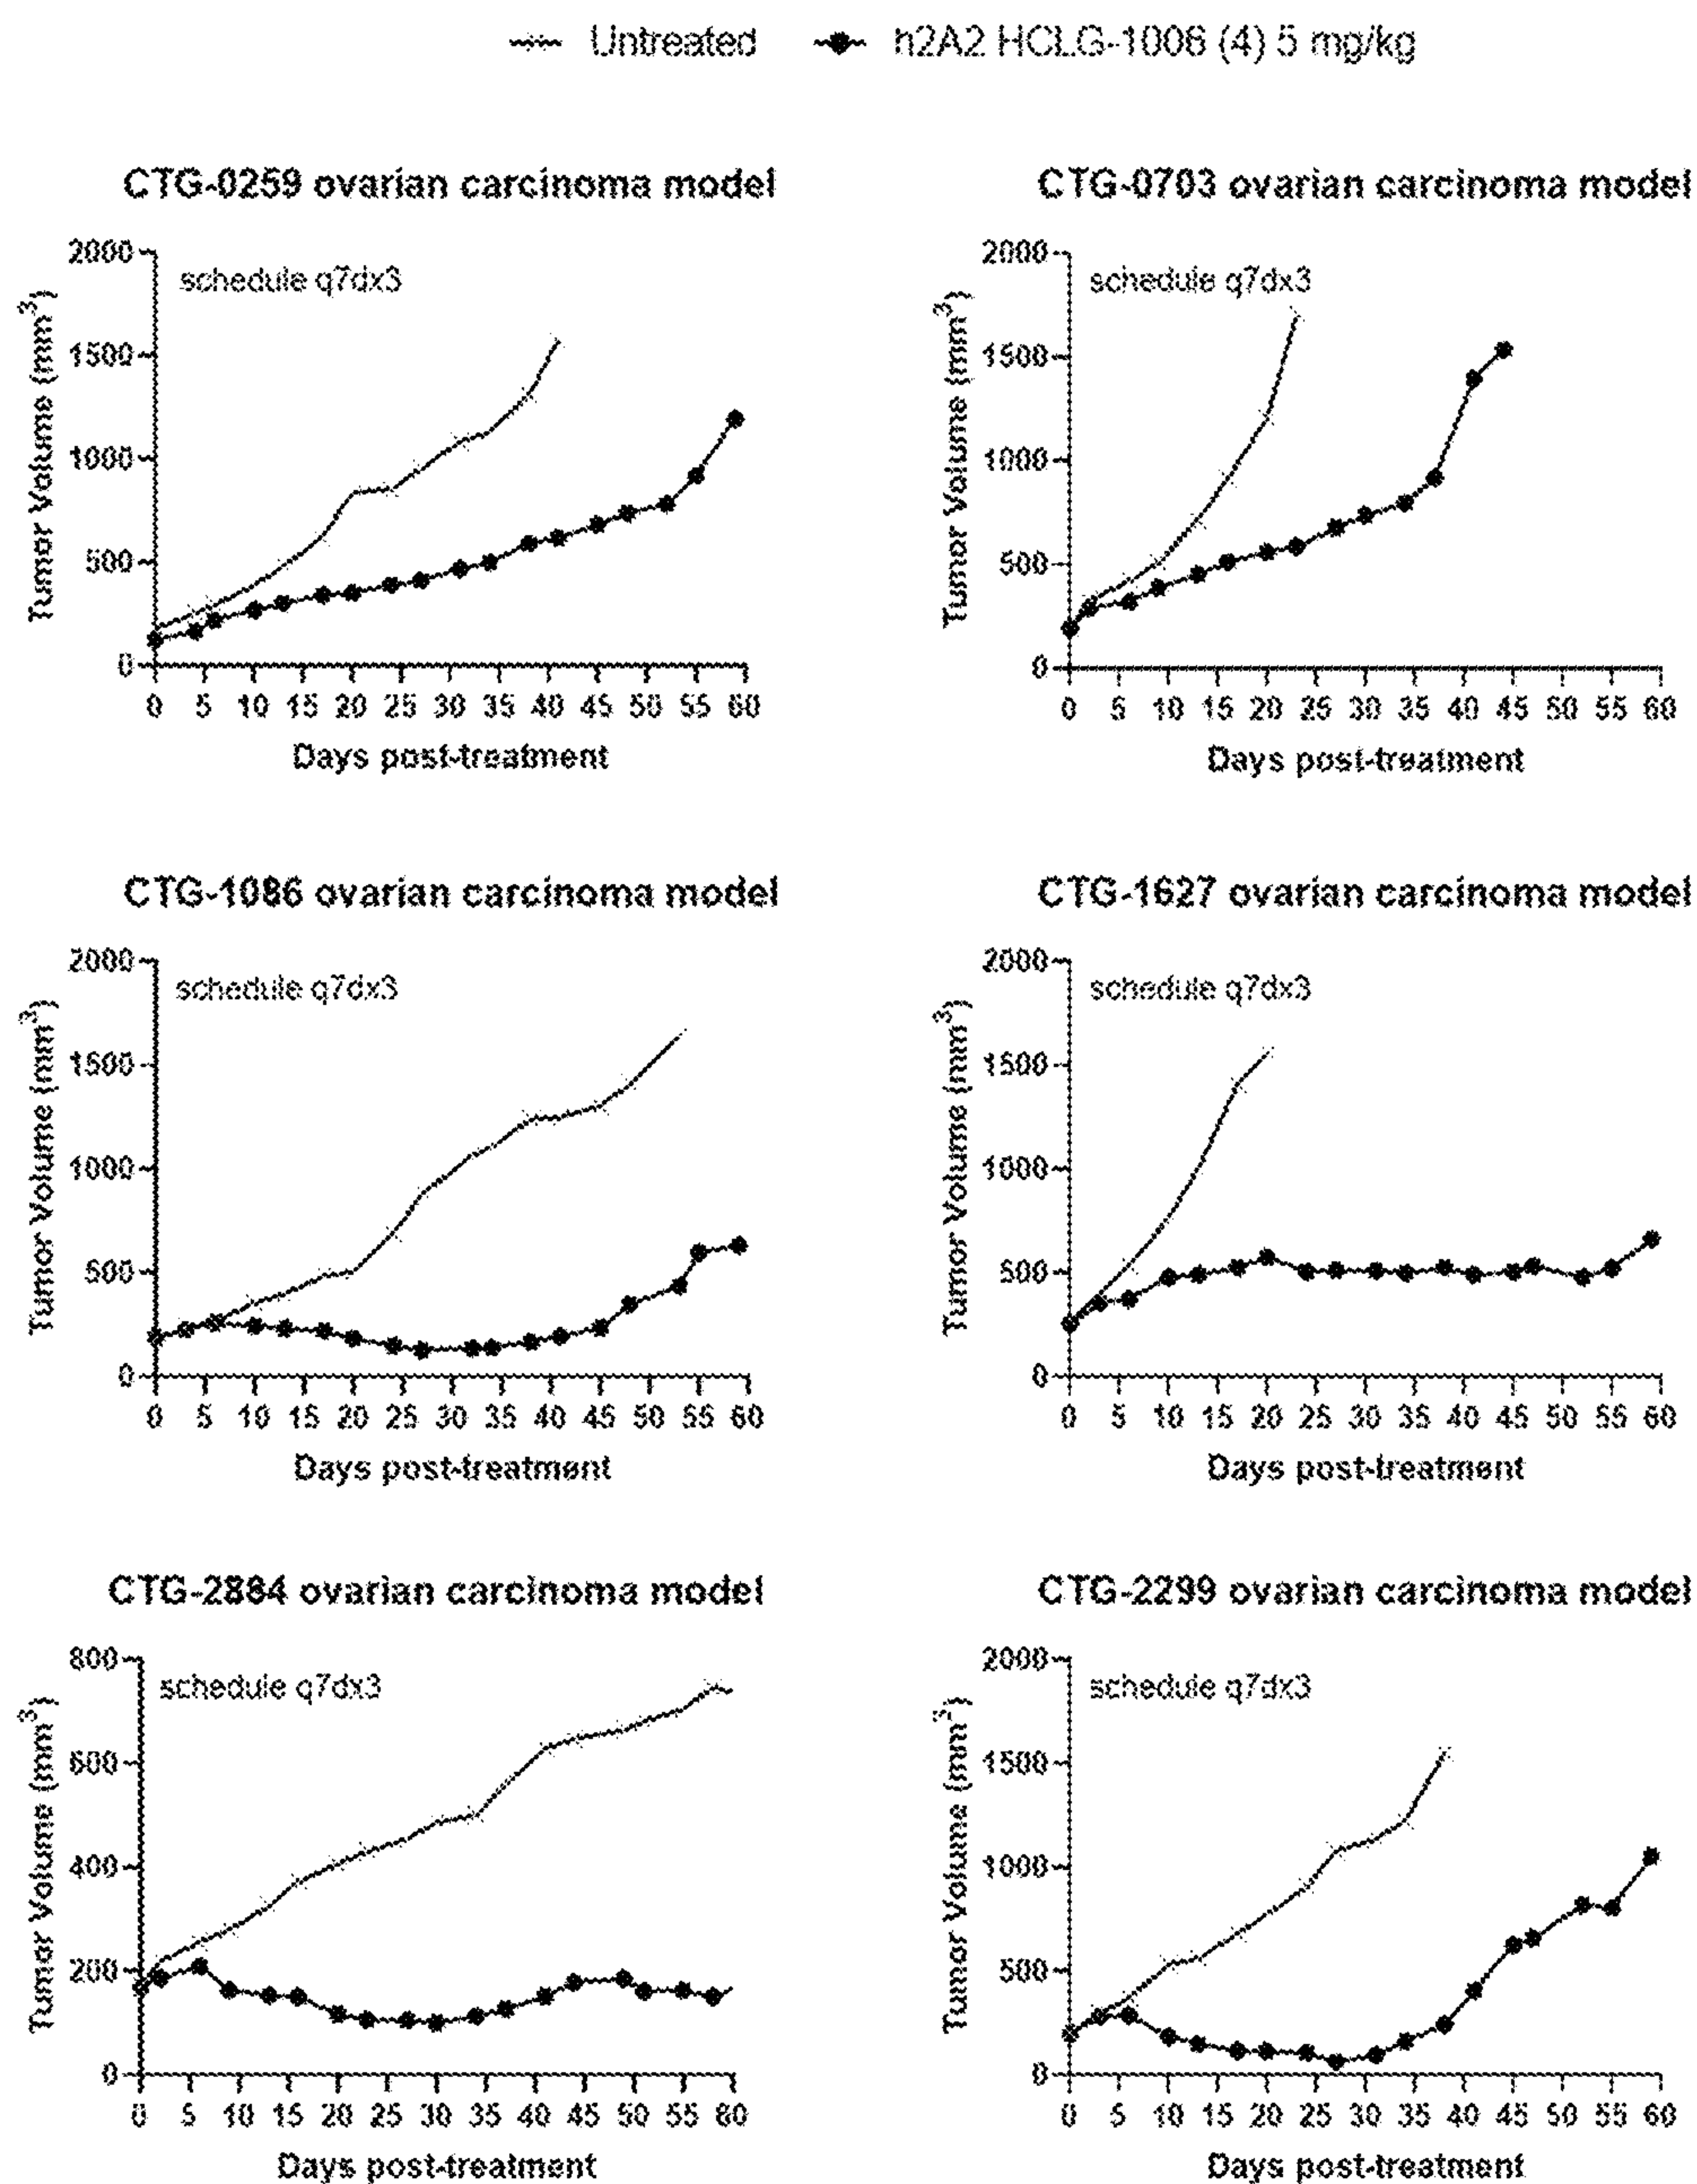 Untreated h2A2 HCLG-1006 (4) 5 mg/kg
CTG-0259 ovarian carcinoma model
2000
1500
1000
500
0
Tumor Volume (mm³)
schedule q7dx3
0 5 10 15 20 25 30 35 40 45 50 55 60
Days post-treatment
CTG-0703 ovarian carcinoma model
2000
1500
1000
500
0
Tumor Volume (mm³)
schedule q7dx3
0 5 10 15 20 25 30 35 40 45 50 55 60
Days post-treatment
CTG-1086 ovarian carcinoma model
2000
1500
1000
500
0
Tumor Volume (mm³)
schedule q7dx3
0 5 10 15 20 25 30 35 40 45 50 55 60
Days post-treatment
CTG-1627 ovarian carcinoma model
2000
1500
1000
500
0
Tumor Volume (mm³)
schedule q7dx3
0 5 10 15 20 25 30 35 40 45 50 55 60
Days post-treatment
CTG-2884 ovarian carcinoma model
800
600
400
200
0
Tumor Volume (mm³)
schedule q7dx3
0 5 10 15 20 25 30 35 40 45 50 55 60
Days post-treatment
CTG-2299 ovarian carcinoma model
2000
1500
1000
500
0
Tumor Volume (mm³)
schedule q7dx3
0 5 10 15 20 25 30 35 40 45 50 55 60
Days post-treatment